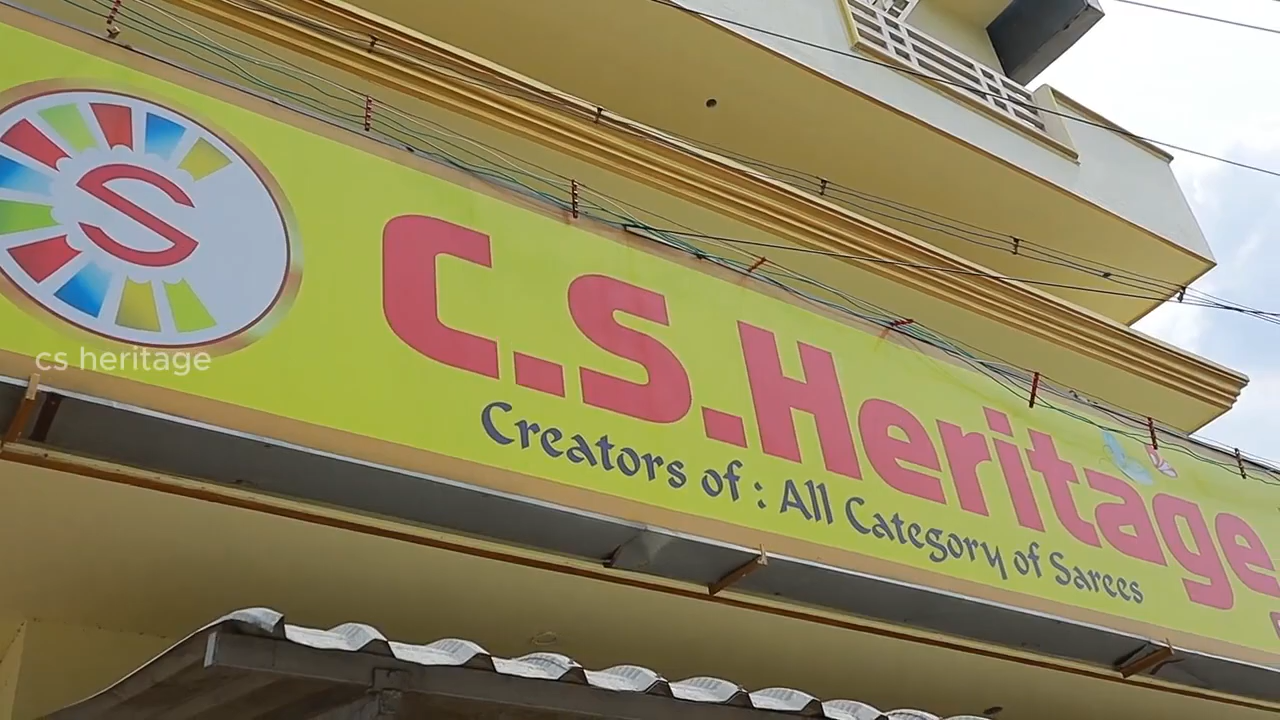 S
C.S.Heritage
Creators of : All Category of Sarees
cs heritage